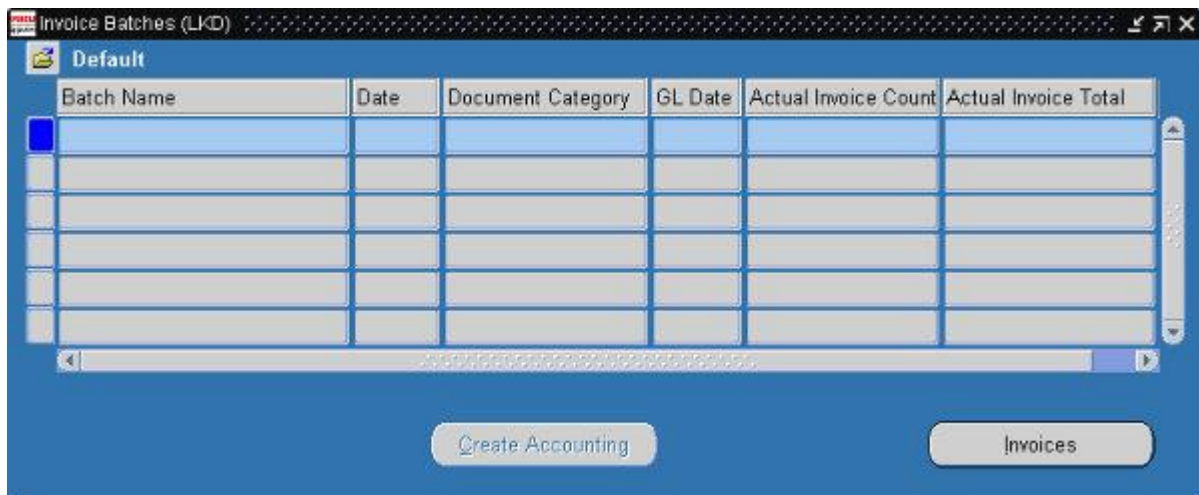 Invoice Batches (LKD)
Default
Batch Name Date Document Category GL Date Actual Invoice Count Actual Invoice Total
Create Accounting Invoices